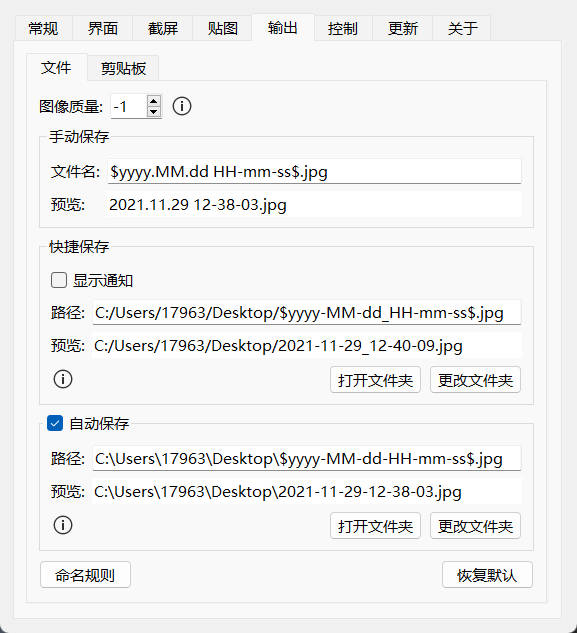 常规 界面 截屏 贴图 输出 控制 更新 关于
文件 剪贴板
图像质量: -1
手动保存
文件名: $yyyy.MM.dd HH-mm-ss$.jpg
预览: 2021.11.29 12-38-03.jpg
快捷保存
显示通知
路径: C:/Users/17963/Desktop/$yyyy-MM-dd_HH-mm-ss$.jpg
预览: C:/Users/17963/Desktop/2021-11-29_12-40-09.jpg
打开文件夹 更改文件夹
自动保存
路径: C:\Users\17963\Desktop\$yyyy-MM-dd-HH-mm-ss$.jpg
预览: C:\Users\17963\Desktop\2021-11-29-12-38-03.jpg
打开文件夹 更改文件夹
命名规则 恢复默认